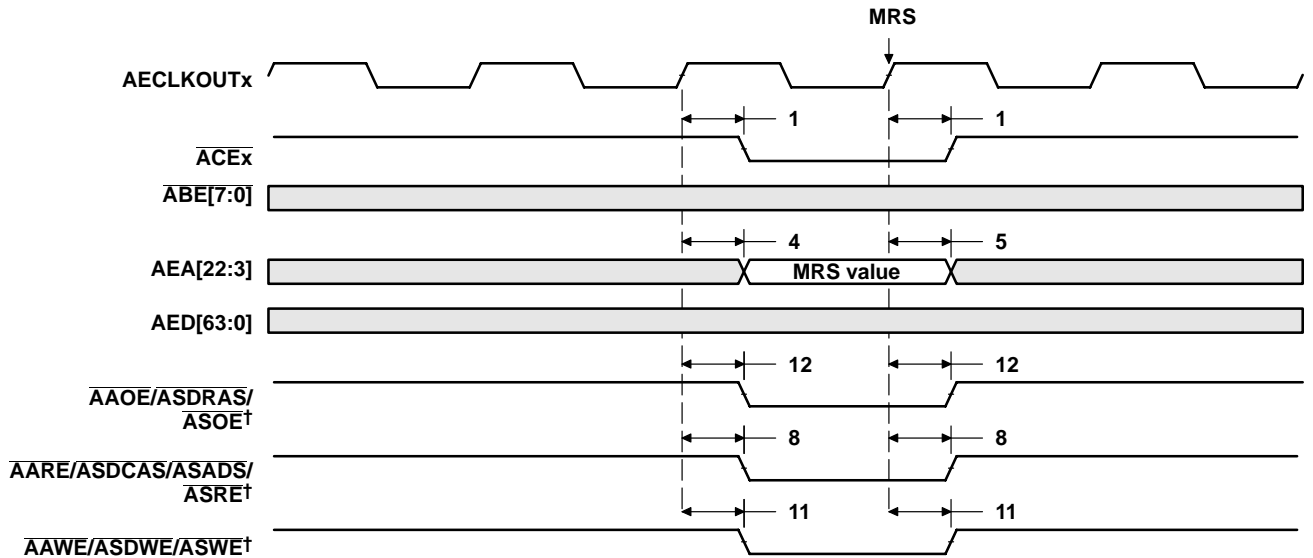 MRS
AECLKOUTx
1 1
ACEx
ABE[7:0]
4 5
AEA[22:3] MRS value
AED[63:0]
12 12
AAOE/ASDRAS/
ASOE†
8 8
AARE/ASDCAS/ASADS/
ASRE†
11 11
AAWE/ASDWE/ASWE†